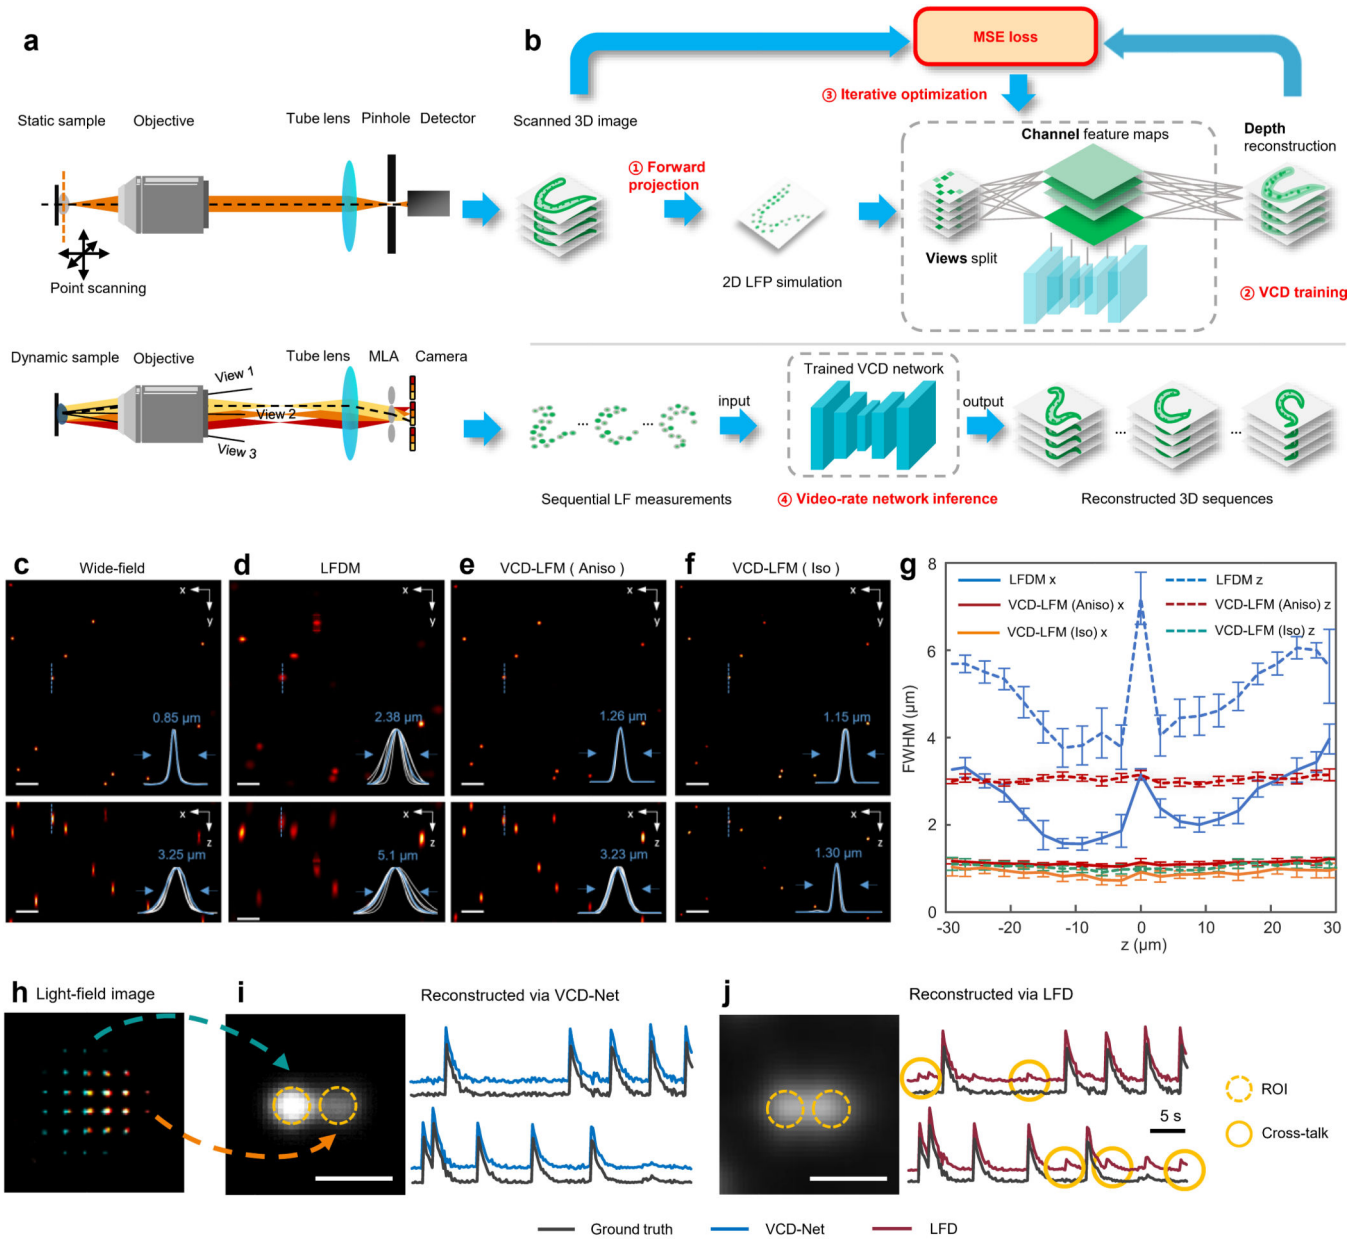 a
Static sample
Objective
Tube lens
Pinhole
Detector
Point scanning
Dynamic sample
Objective
Tube lens
MLA
Camera
View 1
View 2
View 3
b
MSE loss
③ Iterative optimization
Scanned 3D image
① Forward
projection
2D LFP simulation
Channel feature maps
Views split
Depth
reconstruction
② VCD training
Sequential LF measurements
input
Trained VCD network
output
④ Video-rate network inference
Reconstructed 3D sequences
...
...
...
...
c
Wide-field
x
y
0.85 µm
x
z
3.25 µm
d
LFDM
x
y
2.38 µm
x
z
5.1 µm
e
VCD-LFM ( Aniso )
x
y
1.26 µm
x
z
3.23 µm
f
VCD-LFM ( Iso )
x
y
1.15 µm
x
z
1.30 µm
g
LFDM x
LFDM z
VCD-LFM (Aniso) x
VCD-LFM (Aniso) z
VCD-LFM (Iso) x
VCD-LFM (Iso) z
FWHM (µm)
8
6
4
2
0
-30
-20
-10
0
10
20
30
z (µm)
h
Light-field image
i
Reconstructed via VCD-Net
j
Reconstructed via LFD
5 s
ROI
Cross-talk
Ground truth
VCD-Net
LFD